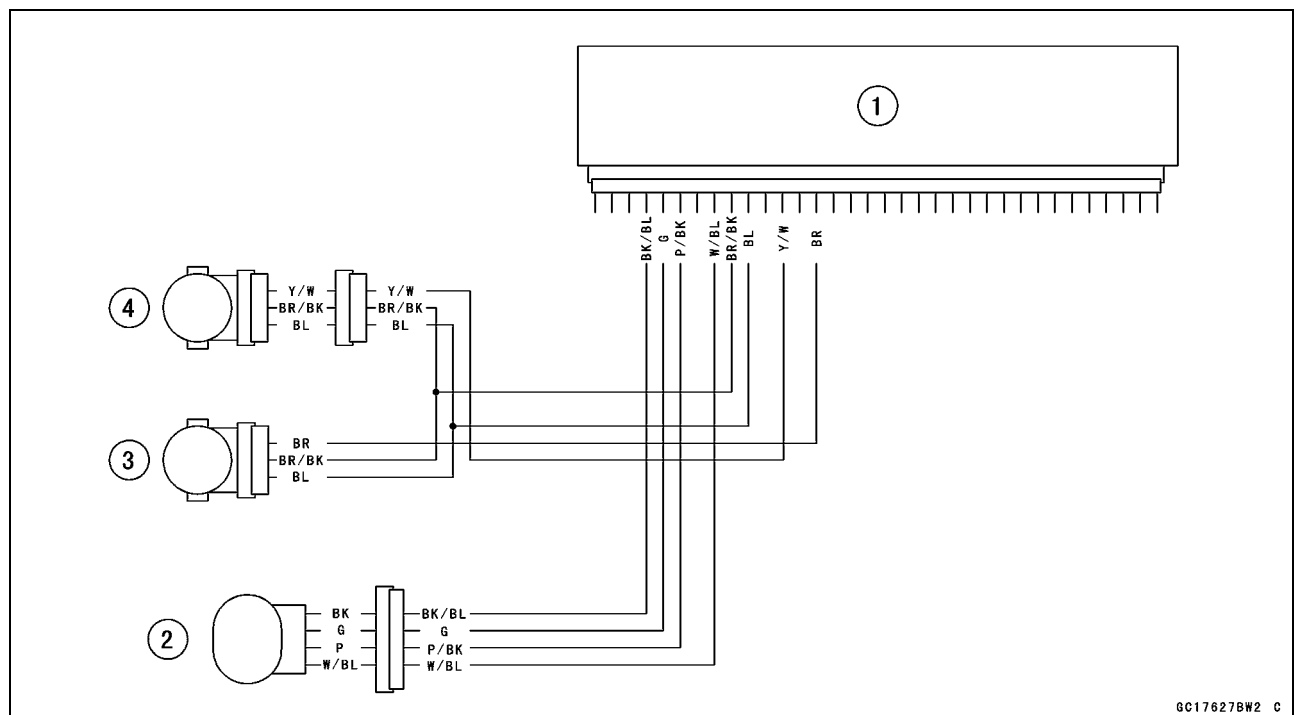 1
BK/BL
G
P/BK
W/BL
BR/BK
BL
Y/W
BR
4
Y/W Y/W
BR/BK BR/BK
BL BL
3
BR
BR/BK
BL
2
BK BK/BL
G G
P P/BK
W/BL W/BL
GC17627BW2 C